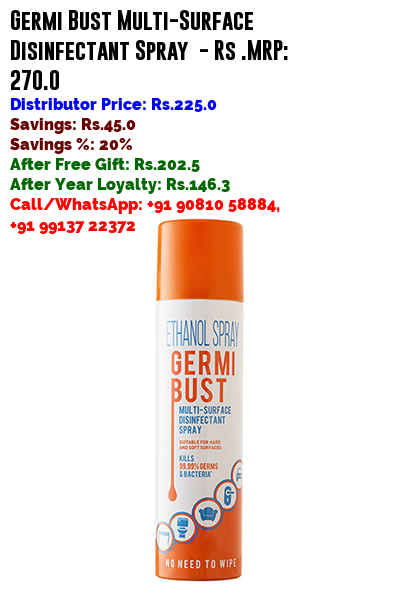 Germi Bust Multi-Surface
Disinfectant Spray - Rs .MRP:
270.0
Distributor Price: Rs.225.0
Savings: Rs.45.0
Savings %: 20%
After Free Gift: Rs.202.5
After Year Loyalty: Rs.146.3
Call/WhatsApp: +91 90810 58884,
+91 99137 22372
ETHANOL SPRAY
GERMI
BUST
MULTI-SURFACE
DISINFECTANT
SPRAY
SUITABLE FOR HARD
AND SOFT SURFACES
KILLS
99.99% GERMS
& BACTERIA*
NO NEED TO WIPE